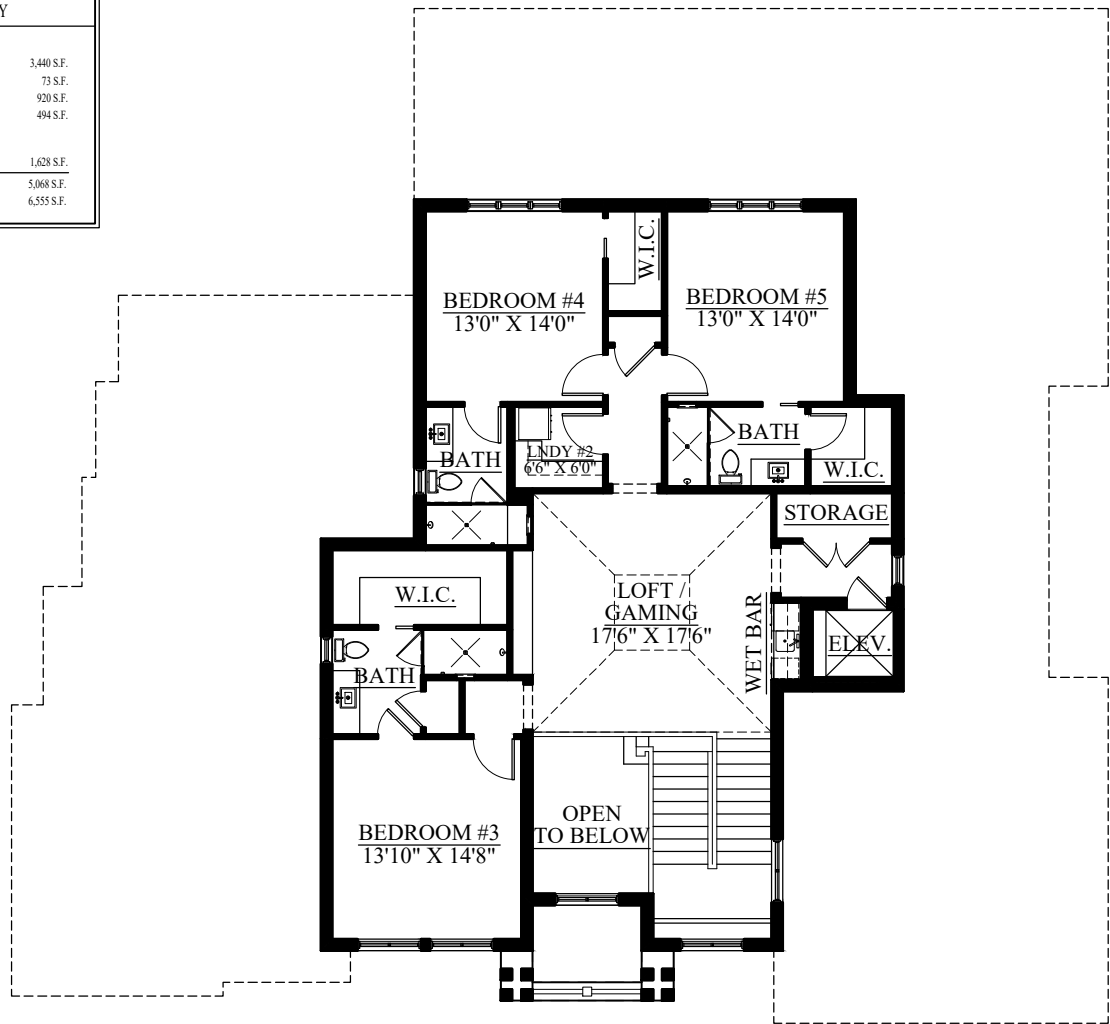 Y
3,440 S.F.
73 S.F.
920 S.F.
494 S.F.
1,628 S.F.
5,068 S.F.
6,555 S.F.
W.I.C.
BEDROOM #4
13'0" X 14'0"
BEDROOM #5
13'0" X 14'0"
BATH
LNDY #2
6'6" X 6'0"
BATH
W.I.C.
STORAGE
W.I.C.
LOFT /
GAMING
17'6" X 17'6"
WET BAR
ELEV.
BATH
BEDROOM #3
13'10" X 14'8"
OPEN
TO BELOW